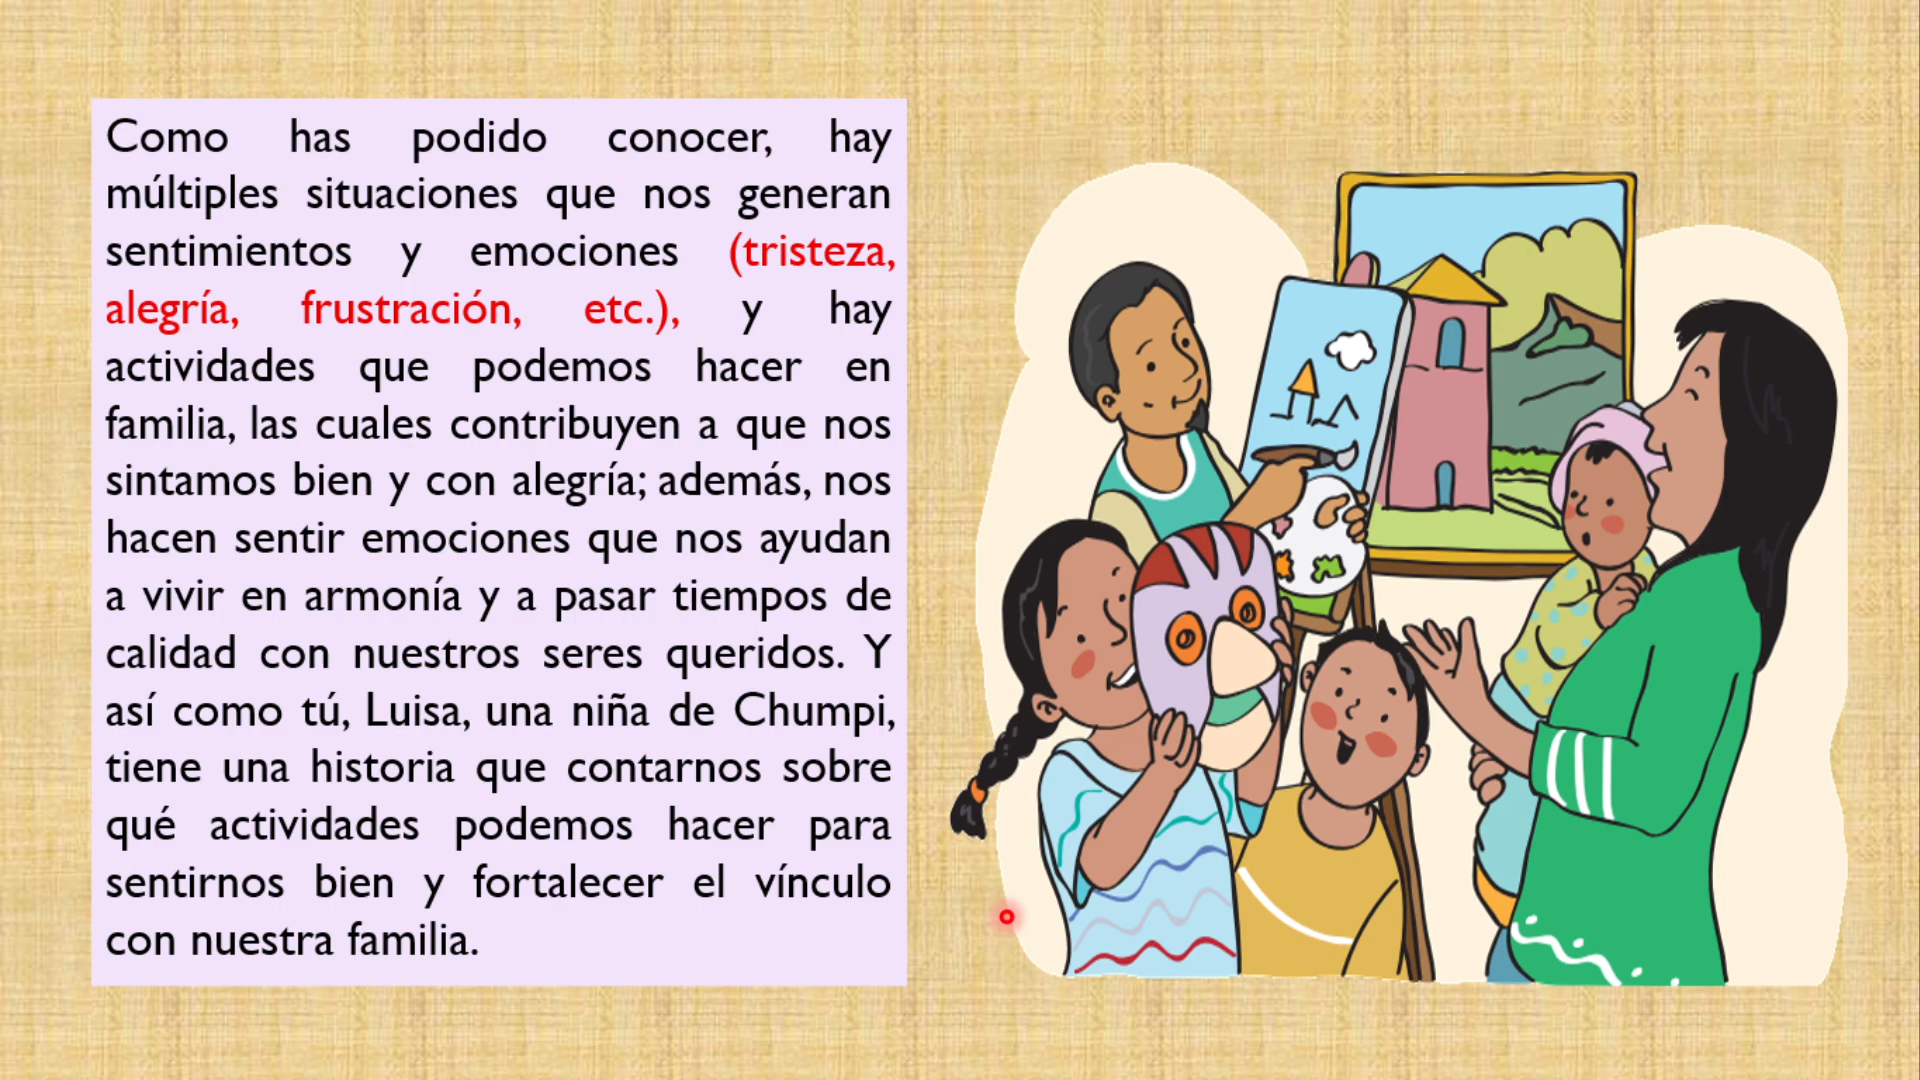 Como has podido conocer, hay
múltiples situaciones que nos generan
sentimientos y emociones (tristeza,
alegría, frustración, etc.), y hay
actividades que podemos hacer en
familia, las cuales contribuyen a que nos
sintamos bien y con alegría; además, nos
hacen sentir emociones que nos ayudan
a vivir en armonía y a pasar tiempos de
calidad con nuestros seres queridos. Y
así como tú, Luisa, una niña de Chumpi,
tiene una historia que contarnos sobre
qué actividades podemos hacer para
sentirnos bien y fortalecer el vínculo
con nuestra familia.